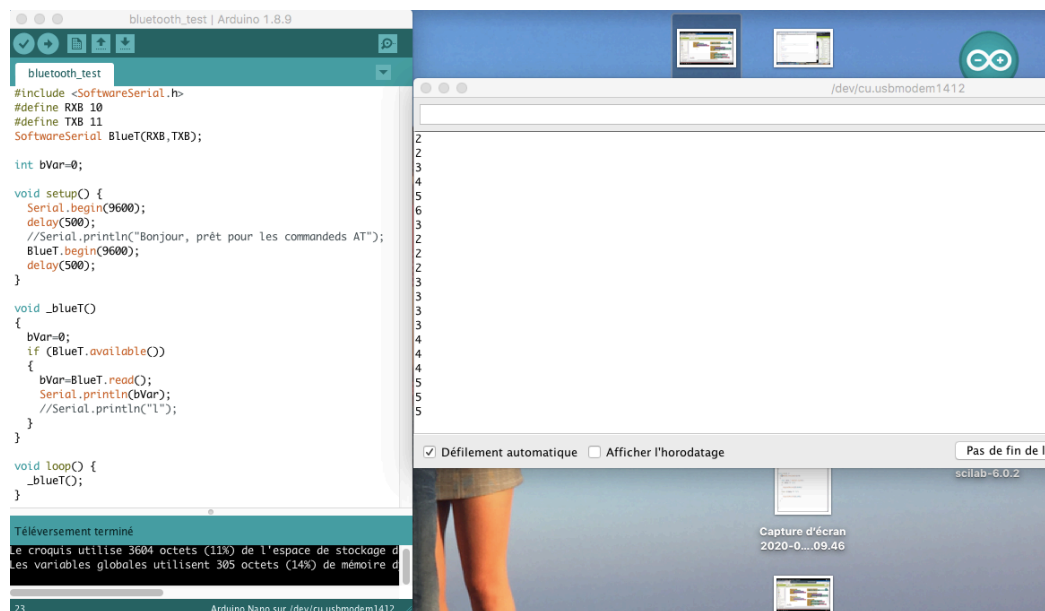 bluetooth_test | Arduino 1.8.9
bluetooth_test
#include <SoftwareSerial.h>
#define RXB 10
#define TXB 11
SoftwareSerial BlueT(RXB,TXB);
int bVar=0;
void setup() {
Serial.begin(9600);
delay(500);
//Serial.println("Bonjour, prêt pour les commandeds AT");
BlueT.begin(9600);
delay(500);
}
void _blueT()
{
bVar=0;
if (BlueT.available())
{
bVar=BlueT.read();
Serial.println(bVar);
//Serial.println("l");
}
}
void loop() {
_blueT();
}
Téléversement terminé
Le croquis utilise 3604 octets (11%) de l'espace de stockage d
Les variables globales utilisent 305 octets (14%) de mémoire d
23 Arduino Nano sur /dev/cu.usbmodem1412
/dev/cu.usbmodem1412
2
2
3
4
5
6
3
2
2
2
3
3
3
3
4
4
4
5
5
5
Défilement automatique Afficher l'horodatage Pas de fin de l
scilab-6.0.2
Capture d'écran
2020-0....09.46